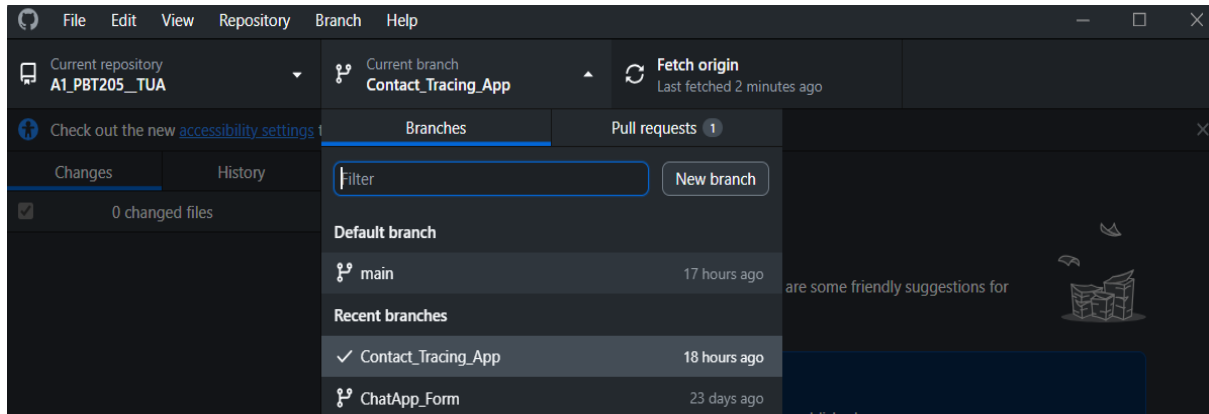 File Edit View Repository Branch Help
Current repository
A1_PBT205__TUA
Current branch
Contact_Tracing_App
Fetch origin
Last fetched 2 minutes ago
Check out the new accessibility settings t
Branches
Pull requests 1
Changes
History
Filter
New branch
0 changed files
Default branch
main
17 hours ago
are some friendly suggestions for
Recent branches
Contact_Tracing_App
18 hours ago
ChatApp_Form
23 days ago